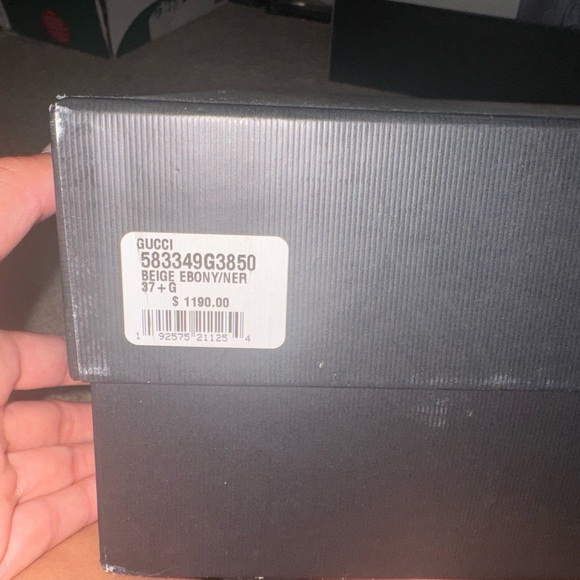 GUCCI
583349G3850
BEIGE EBONY/NER
37+G
$ 1190.00
1 92575 21125 4